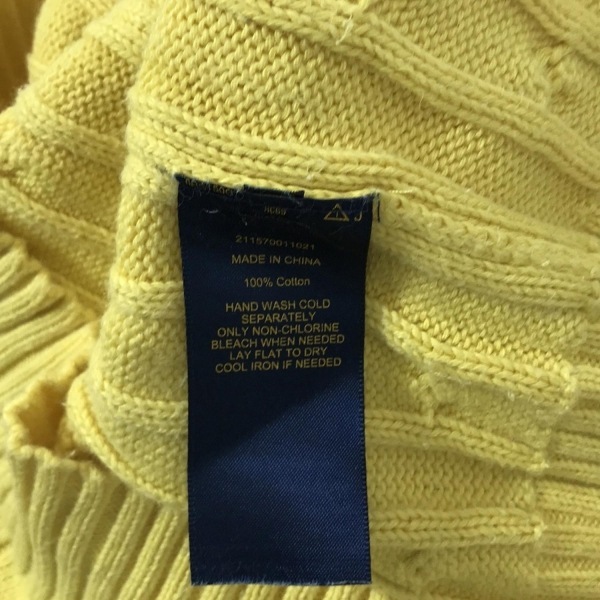 211570911021
MADE IN CHINA
100% Cotton
HAND WASH COLD
SEPARATELY
ONLY NON-CHLORINE
BLEACH WHEN NEEDED
LAY FLAT TO DRY
COOL IRON IF NEEDED